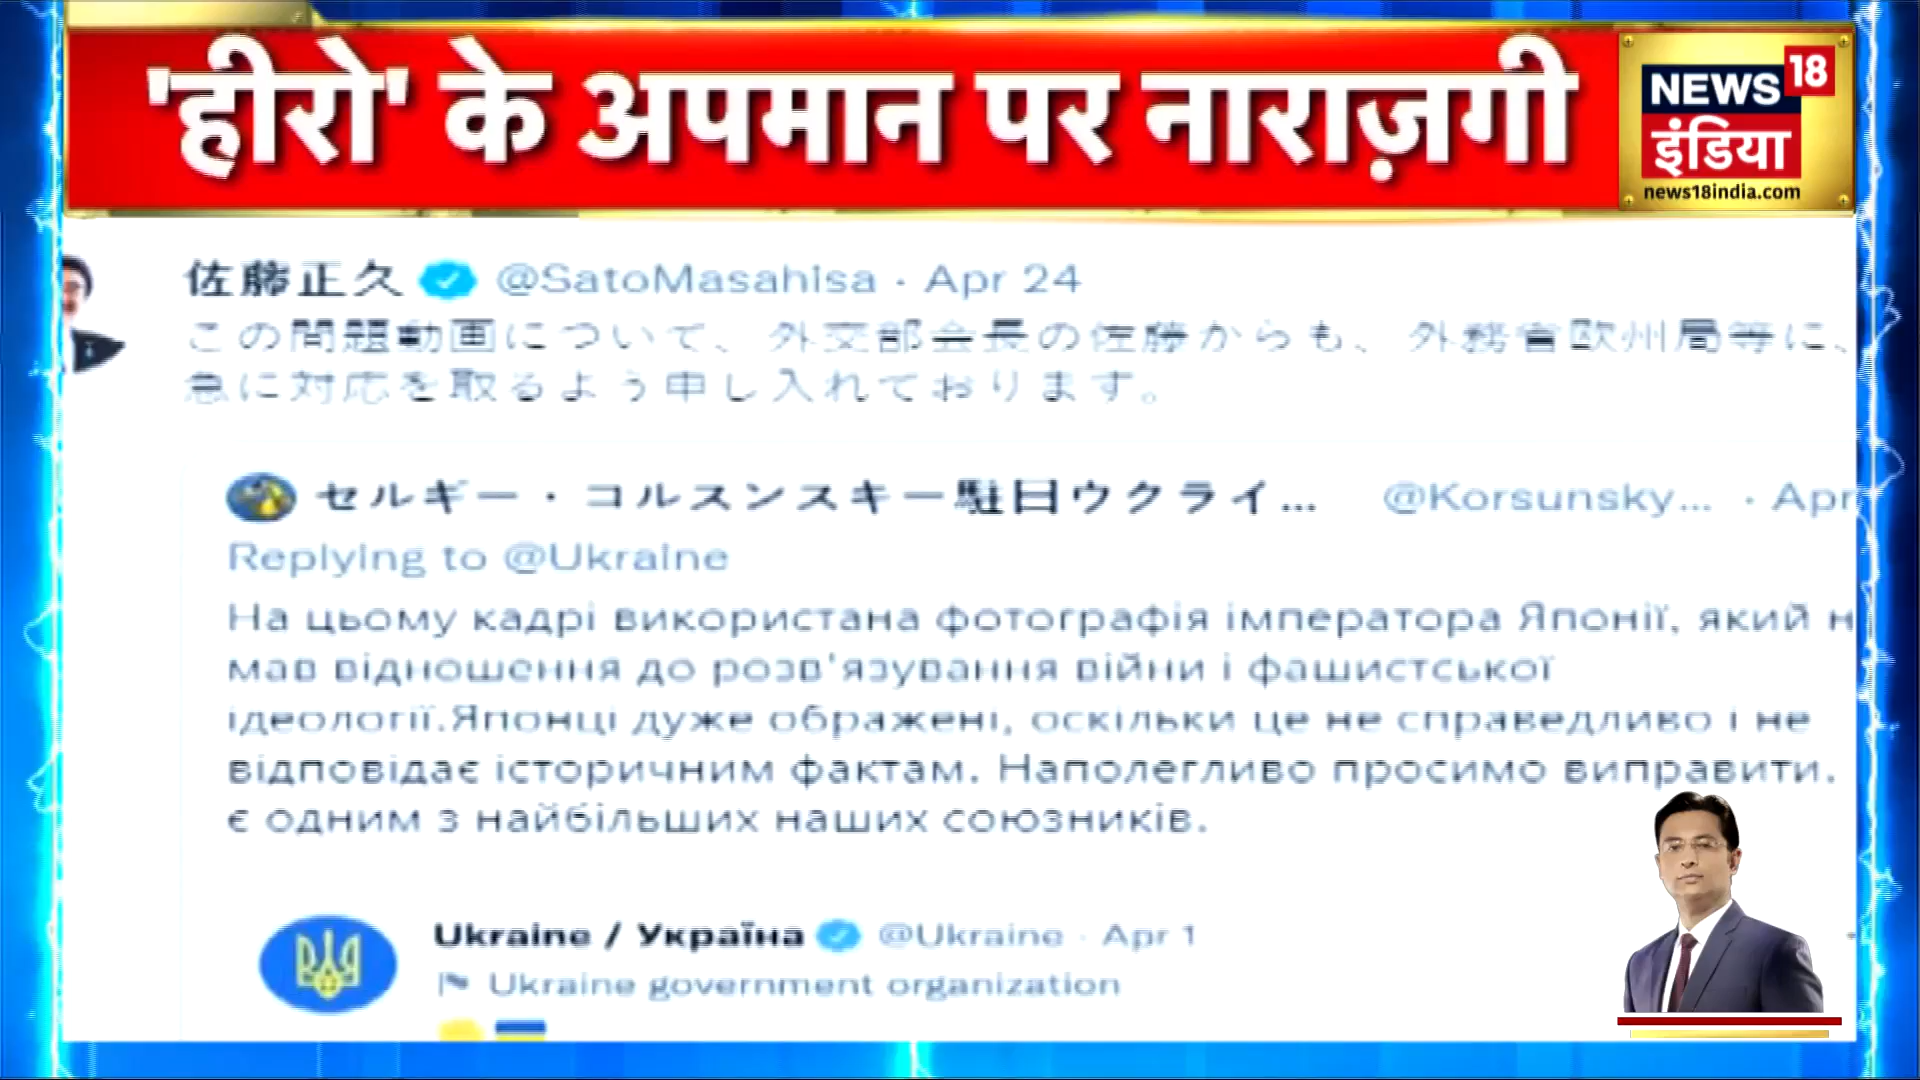 'हीरो' के अपमान पर नाराज़गी
NEWS 18
इंडिया
news18india.com
佐藤正久 @SatoMasahisa · Apr 24
この問題動画について、外交部会長の佐藤からも、外務省欧州局等に、
急に対応を取るよう申し入れております。
セルギー・コルスンスキー駐日ウクライ... @Korsunsky... · Apr
Replying to @Ukraine
На цьому кадрі використана фотографія імператора Японії, який н
мав відношення до розв'язування війни і фашистської
ідеології.Японці дуже ображені, оскільки це не справедливо і не
відповідає історичним фактам. Наполегливо просимо виправити.
є одним з найбільших наших союзників.
Ukraine / Україна @Ukraine · Apr 1
Ukraine government organization